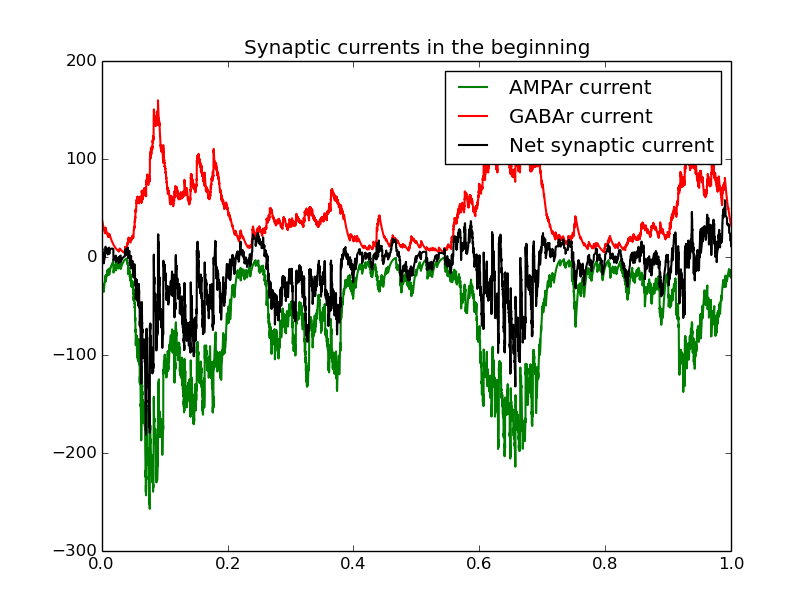 Synaptic currents in the beginning
AMPAr current
GABAr current
Net synaptic current
200
100
0
−100
−200
−300
0.0 0.2 0.4 0.6 0.8 1.0